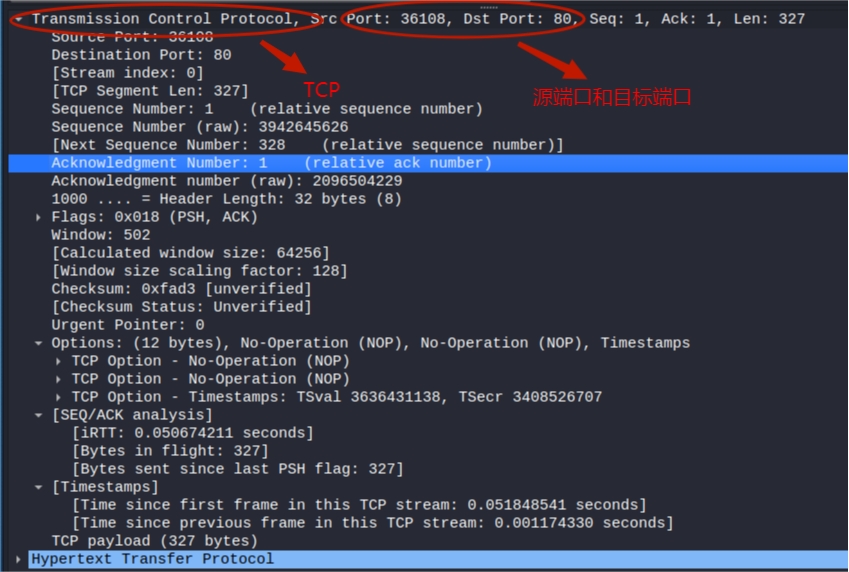 Transmission Control Protocol, Src Port: 36108, Dst Port: 80, Seq: 1, Ack: 1, Len: 327
Source Port: 36108
Destination Port: 80
[Stream index: 0]
[TCP Segment Len: 327]
TCP
源端口和目标端口
Sequence Number: 1    (relative sequence number)
Sequence Number (raw): 3942645626
[Next Sequence Number: 328    (relative sequence number)]
Acknowledgment Number: 1    (relative ack number)
Acknowledgment number (raw): 2096504229
1000 .... = Header Length: 32 bytes (8)
Flags: 0x018 (PSH, ACK)
Window: 502
[Calculated window size: 64256]
[Window size scaling factor: 128]
Checksum: 0xfad3 [unverified]
[Checksum Status: Unverified]
Urgent Pointer: 0
Options: (12 bytes), No-Operation (NOP), No-Operation (NOP), Timestamps
TCP Option - No-Operation (NOP)
TCP Option - No-Operation (NOP)
TCP Option - Timestamps: TSval 3636431138, TSecr 3408526707
[SEQ/ACK analysis]
[iRTT: 0.050674211 seconds]
[Bytes in flight: 327]
[Bytes sent since last PSH flag: 327]
[Timestamps]
[Time since first frame in this TCP stream: 0.051848541 seconds]
[Time since previous frame in this TCP stream: 0.001174330 seconds]
TCP payload (327 bytes)
Hypertext Transfer Protocol